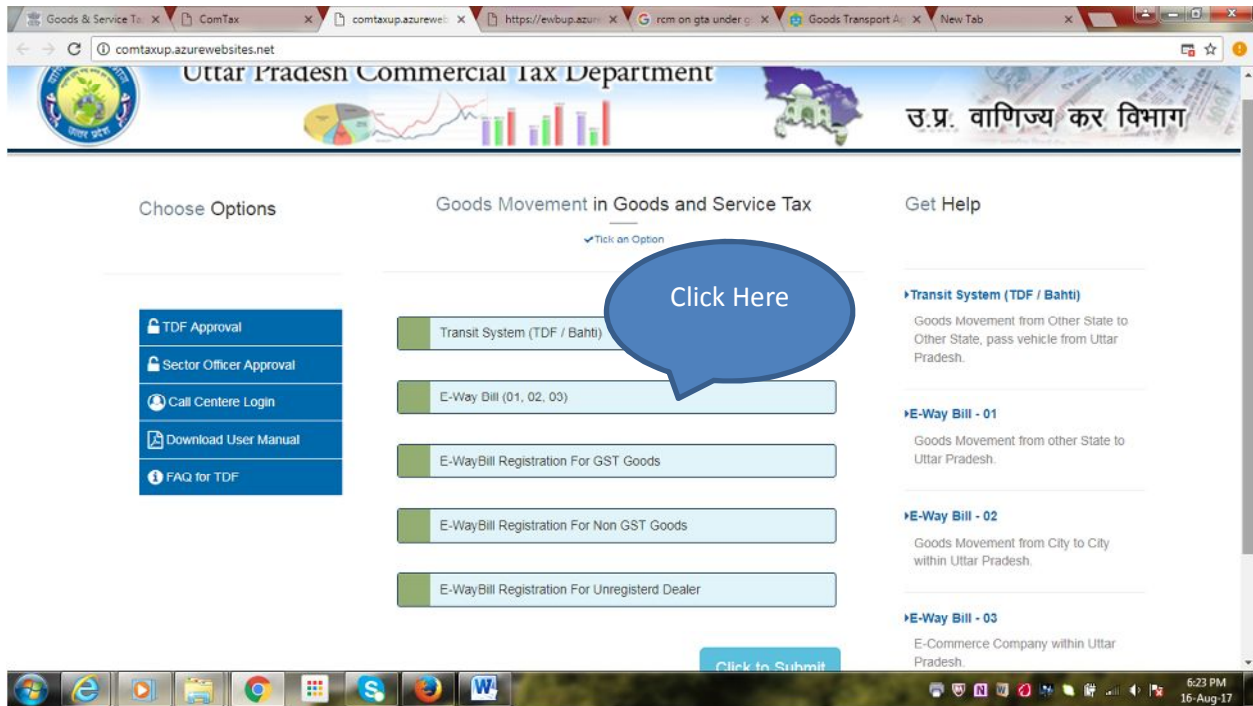 Goods & Service Ta
ComTax
comtaxup.azureweb
https://ewbup.azure
rcm on gta under g
Goods Transport Ag
New Tab
comtaxup.azurewebsites.net
Uttar Pradesh Commercial Tax Department
उ.प्र. वाणिज्य कर विभाग
Choose Options
TDF Approval
Sector Officer Approval
Call Centere Login
Download User Manual
FAQ for TDF
Goods Movement in Goods and Service Tax
Tick an Option
Click Here
Transit System (TDF / Bahti)
E-Way Bill (01, 02, 03)
E-WayBill Registration For GST Goods
E-WayBill Registration For Non GST Goods
E-WayBill Registration For Unregisterd Dealer
Click to Submit
Get Help
Transit System (TDF / Bahti)
Goods Movement from Other State to
Other State, pass vehicle from Uttar
Pradesh.
E-Way Bill - 01
Goods Movement from other State to
Uttar Pradesh.
E-Way Bill - 02
Goods Movement from City to City
within Uttar Pradesh.
E-Way Bill - 03
E-Commerce Company within Uttar
Pradesh.
6:23 PM
16-Aug-17